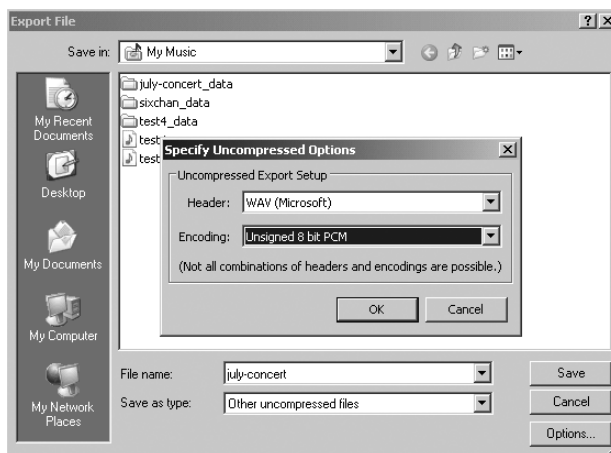 Export File
Save in: My Music
My Recent
Documents
Desktop
My Documents
My Computer
My Network
Places
july-concert_data
sixchan_data
test4_data
test
test
Specify Uncompressed Options
Uncompressed Export Setup
Header: WAV (Microsoft)
Encoding: Unsigned 8 bit PCM
(Not all combinations of headers and encodings are possible.)
OK Cancel
File name: july-concert Save
Save as type: Other uncompressed files Cancel
Options...